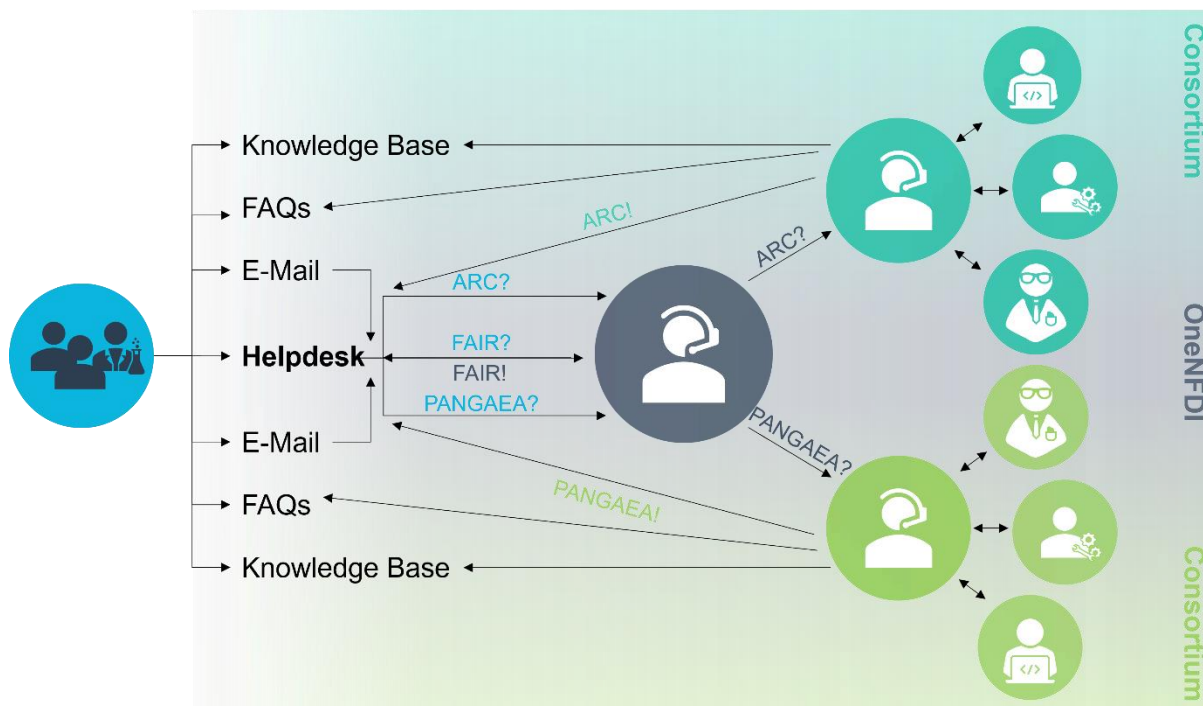 Consortium
Knowledge Base
FAQs
ARC!
ARC?
E-Mail
ARC?
</>
OneNFDI
Helpdesk
FAIR?
FAIR!
PANGAEA?
PANGAEA?
E-Mail
PANGAEA!
FAQs
Knowledge Base
Consortium
</>